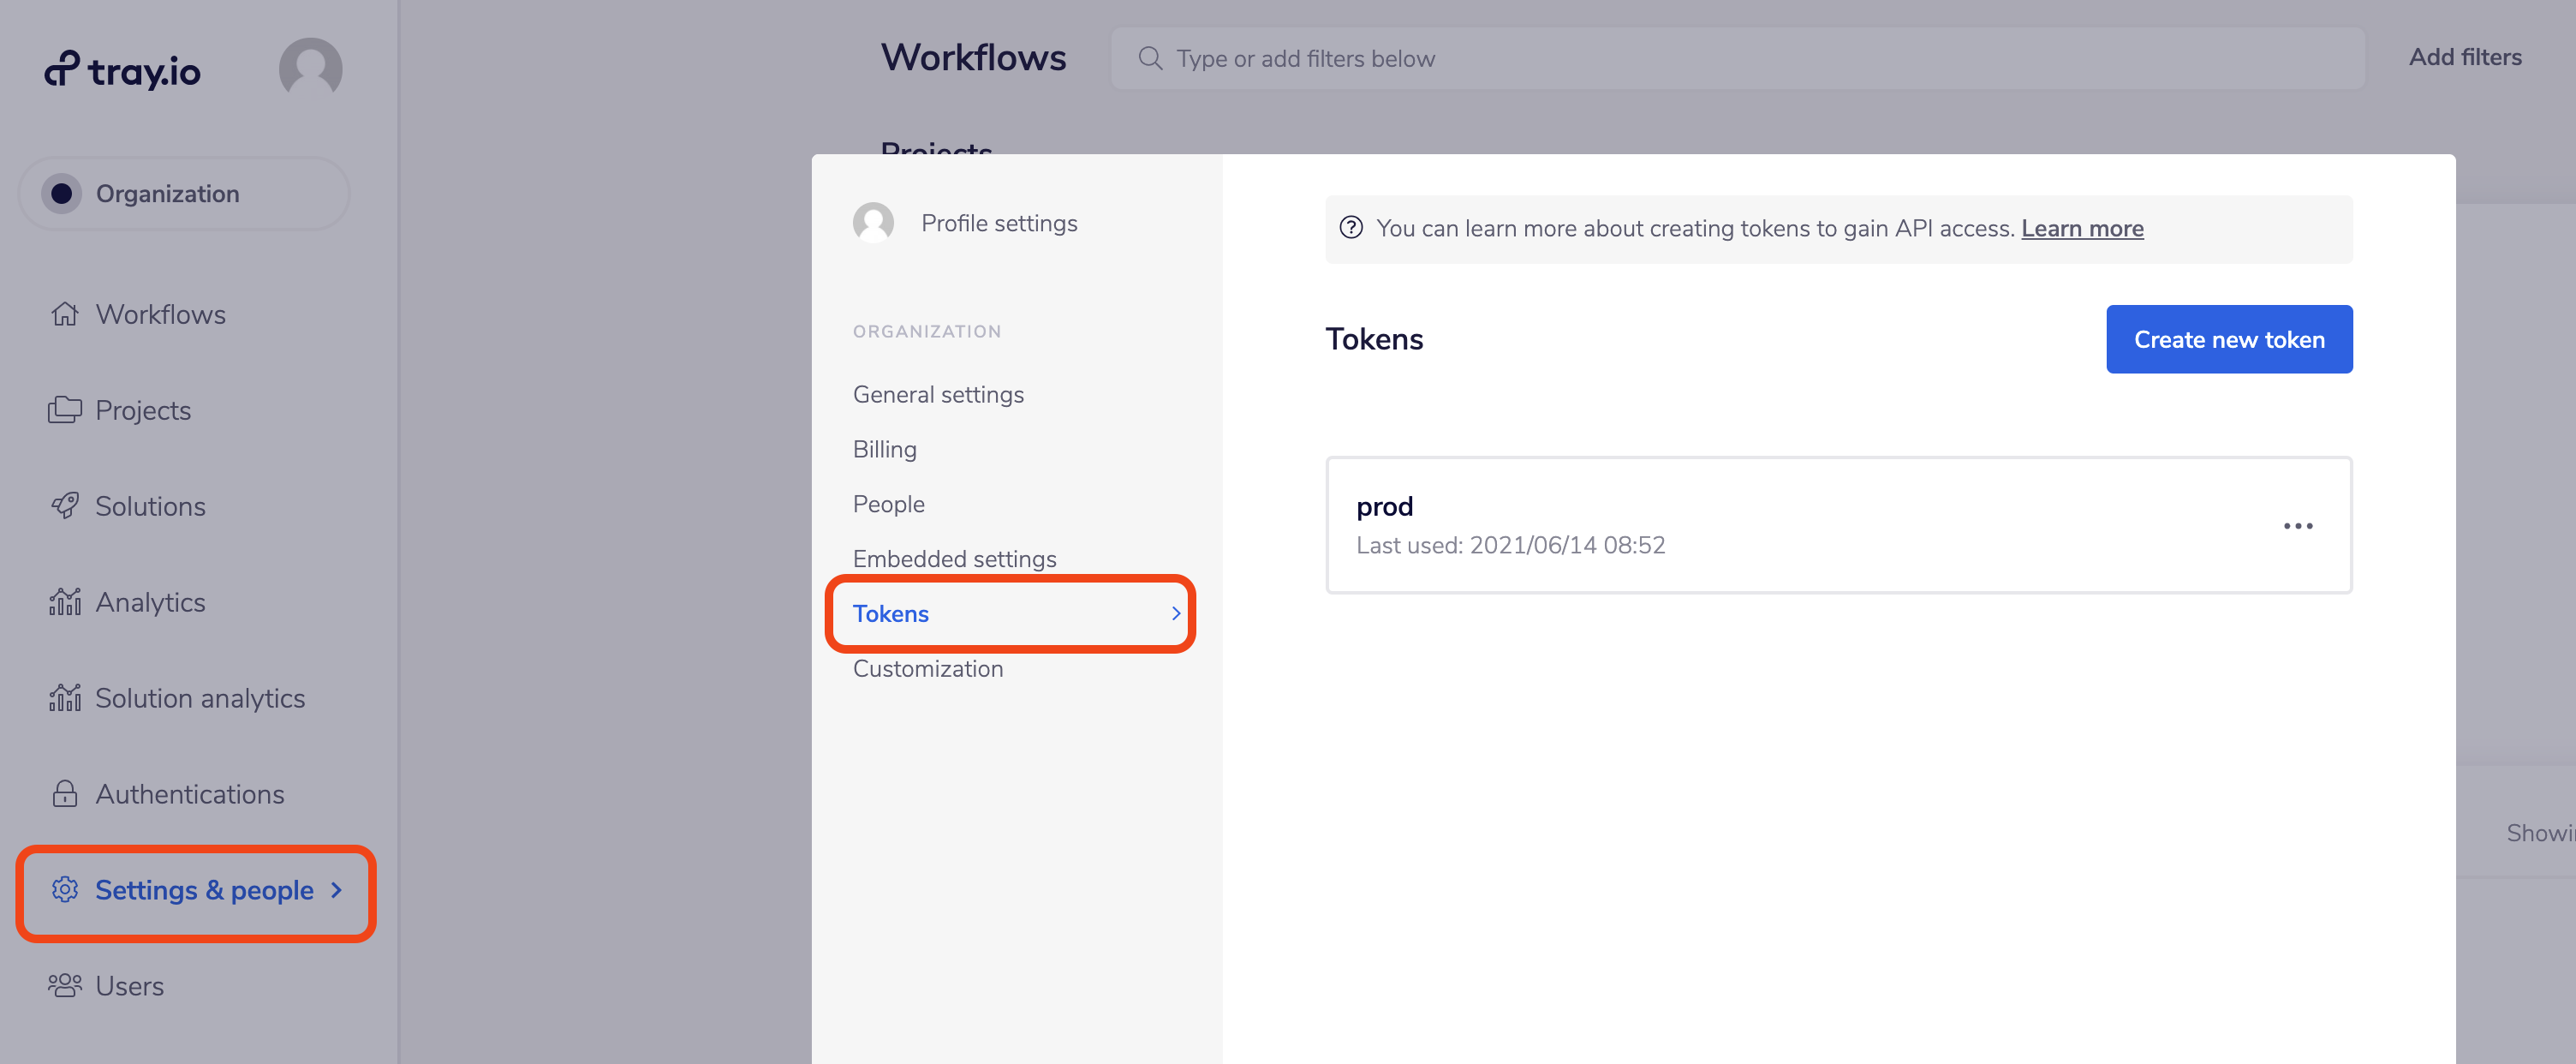 tray.io
Organization
Workflows
Projects
Solutions
Analytics
Solution analytics
Authentications
Settings & people
Users
Workflows
Type or add filters below
Add filters
Projects
Profile settings
ORGANIZATION
General settings
Billing
People
Embedded settings
Tokens
Customization
You can learn more about creating tokens to gain API access. Learn more
Tokens
Create new token
prod
Last used: 2021/06/14 08:52